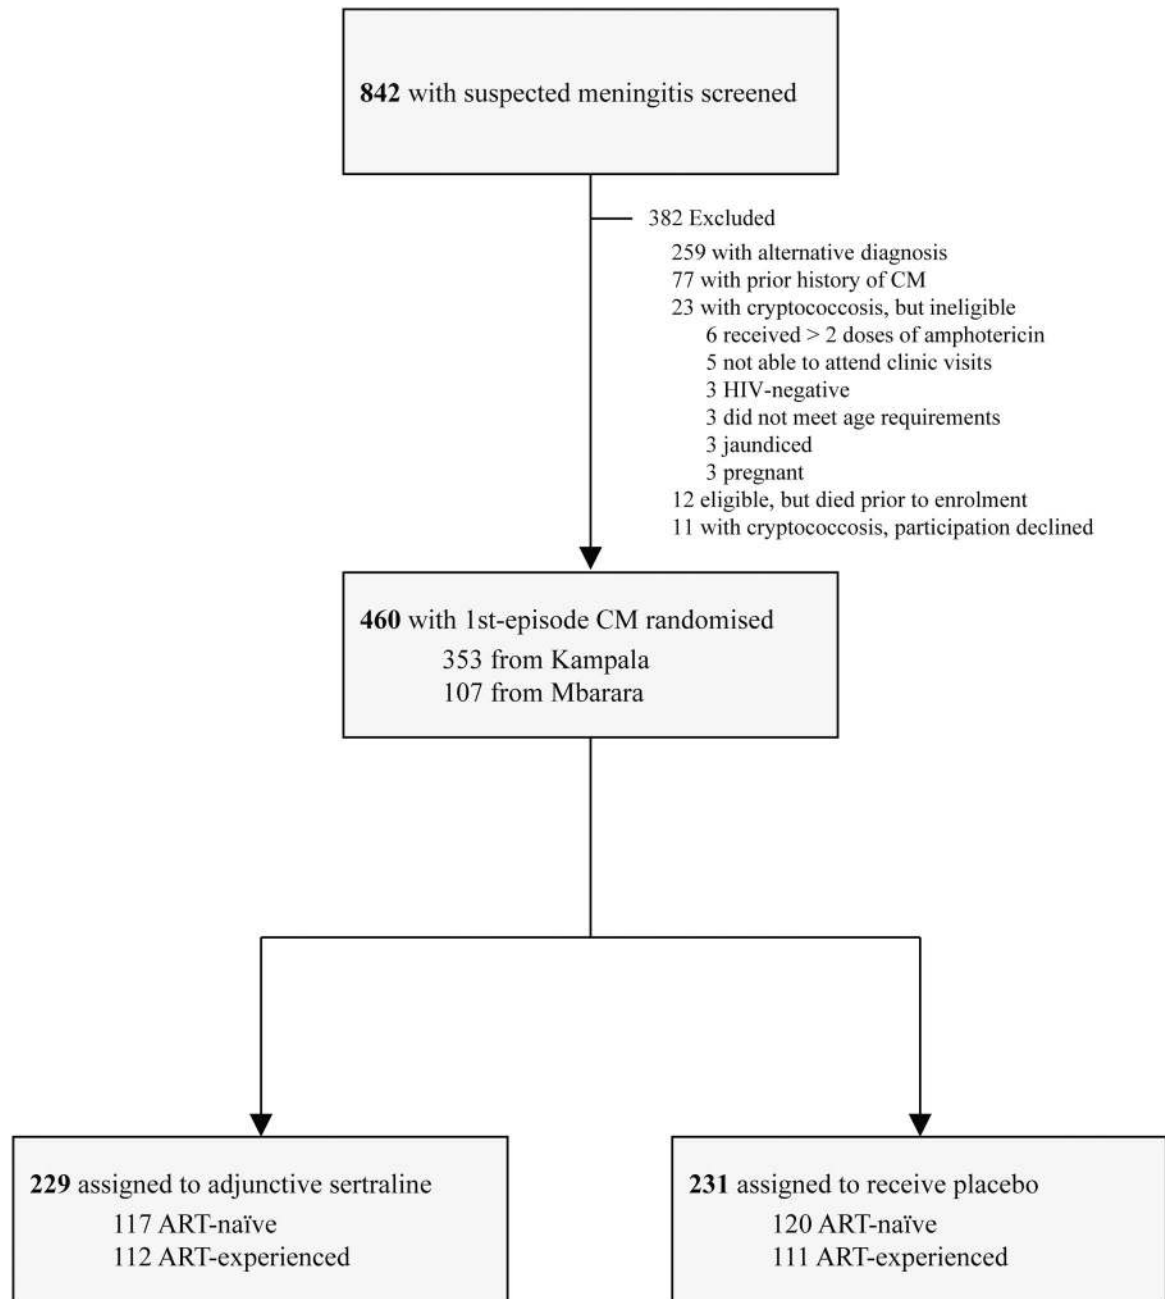 842 with suspected meningitis screened
382 Excluded
259 with alternative diagnosis
77 with prior history of CM
23 with cryptococcosis, but ineligible
6 received > 2 doses of amphotericin
5 not able to attend clinic visits
3 HIV-negative
3 did not meet age requirements
3 jaundiced
3 pregnant
12 eligible, but died prior to enrolment
11 with cryptococcosis, participation declined
460 with 1st-episode CM randomised
353 from Kampala
107 from Mbarara
229 assigned to adjunctive sertraline
117 ART-naïve
112 ART-experienced
231 assigned to receive placebo
120 ART-naïve
111 ART-experienced